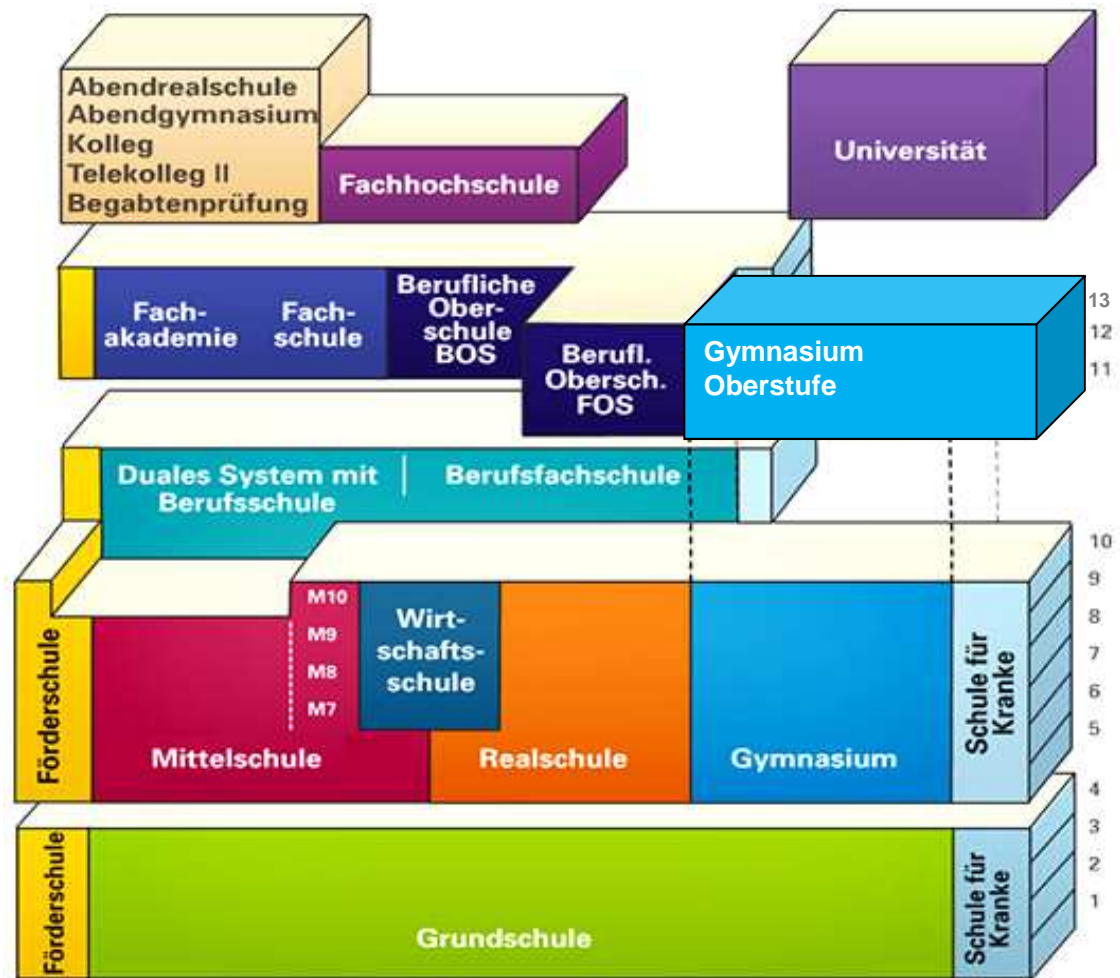 Abendrealschule
Abendgymnasium
Kolleg
Telekolleg II
Begabtenprüfung
Fachhochschule
Universität
Fach-
akademie
Fach-
schule
Berufliche
Ober-
schule
BOS
Berufl.
Obersch.
FOS
Gymnasium
Oberstufe
13
12
11
Duales System mit
Berufsschule
Berufsfachschule
10
9
8
7
6
5
Förderschule
M10
M9
M8
M7
Mittelschule
Wirt-
schafts-
schule
Realschule
Gymnasium
Schule für
Kranke
4
3
2
1
Förderschule
Grundschule
Schule für
Kranke